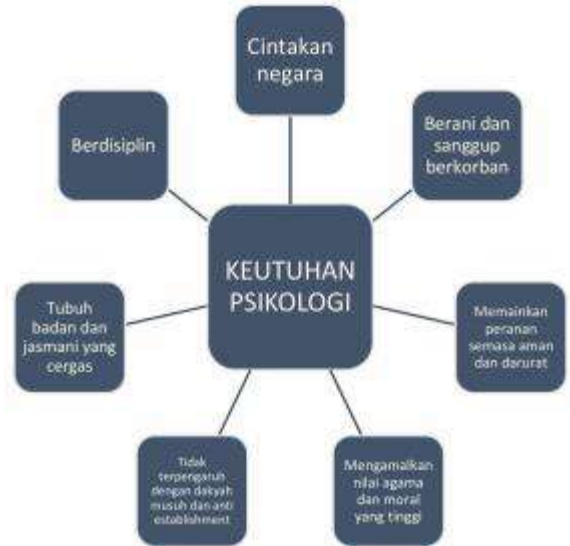 Cintakan
negara
Berani dan
sanggup
berkorban
Memainkan
peranan
semasa aman
dan darurat
Mengamalkan
nilai agama
dan moral
yang tinggi
Tidak
terpengaruh
dengan dakyah
musuh dan anti
establishment
Tubuh
badan dan
jasmani yang
cergas
Berdisiplin
KEUTUHAN
PSIKOLOGI